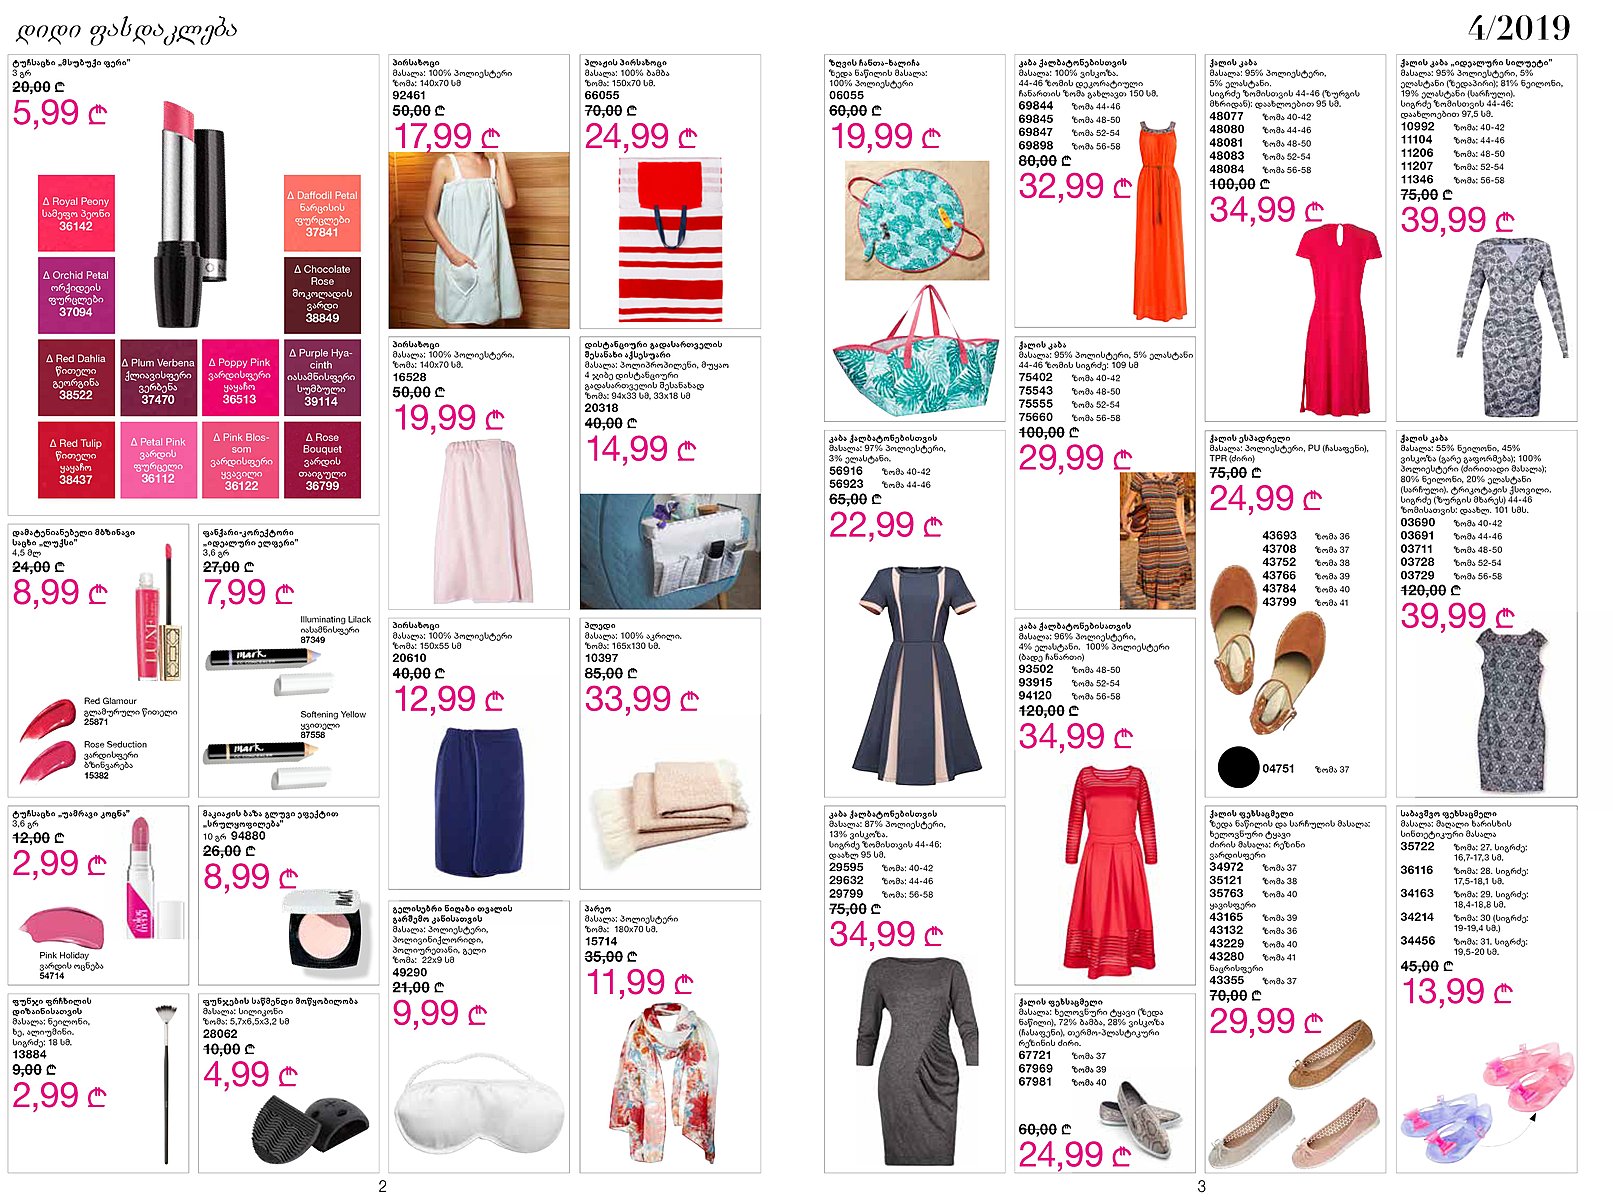 დიდი ფასდაკლება
4/2019
ტუჩსაცხი „მსუბუქი ფერი”
3 გრ
20,00 ₾
5,99 ₾
Δ Royal Peony
სამეფო პეონი
36142
Δ Daffodil Petal
ნარცისის
ფურცლები
37841
Δ Orchid Petal
ორქიდეის
ფურცლები
37094
Δ Chocolate
Rose
შოკოლადის
ვარდი
38849
Δ Red Dahlia
წითელი
გეორგინა
38522
Δ Plum Verbena
ქლიავისფერი
ვერბენა
37470
Δ Poppy Pink
ვარდისფერი
ყაყაჩო
36513
Δ Purple Hya-
cinth
იასამნისფერი
სუმბული
39114
Δ Red Tulip
წითელი
ყაყაჩო
38437
Δ Petal Pink
ვარდის
ფურცელი
36112
Δ Pink Blos-
som
ვარდისფერი
ყვავილი
36122
Δ Rose
Bouquet
ვარდის
თაიგული
36799
დამატენიანებელი მბზინავი
საცხი „ლუქსი”
4,5 მლ
24,00 ₾
8,99 ₾
LUXE
Red Glamour
გლამურული წითელი
25871
Rose Seduction
ვარდისფერი
ბზინვარება
15382
ფანქარი-კორექტორი
„იდეალური ელფერი”
3,6 გრ
27,00 ₾
7,99 ₾
Illuminating Lilack
იასამნისფერი
87349
mark.
Softening Yellow
ყვითელი
87558
mark.
ტუჩსაცხი „უამრავი კოცნა”
3,6 გრ
12,00 ₾
2,99 ₾
color
trend
Pink Holiday
ვარდის ოცნება
54714
მაკიაჟის ბაზა გლუვი ეფექტით
„სრულყოფილება”
10 გრ 94880
26,00 ₾
8,99 ₾
ფუნჯი ფრჩხილის
დიზაინისათვის
მასალა: ნეილონი,
ხე, ალიუმინი.
სიგრძე: 18 სმ.
13884
9,00 ₾
2,99 ₾
ფუნჯების საწმენდი მოწყობილობა
მასალა: სილიკონი
ზომა: 5,7x6,5x3,2 სმ
28062
10,00 ₾
4,99 ₾
პირსახოცი
მასალა: 100% პოლიესტერი
ზომა: 140x70 სმ
92461
50,00 ₾
17,99 ₾
პლაჟის პირსახოცი
მასალა: 100% ბამბა
ზომა: 150x70 სმ.
66055
70,00 ₾
24,99 ₾
პირსახოცი
მასალა: 100% პოლიესტერი.
ზომა: 140x70 სმ.
16528
50,00 ₾
19,99 ₾
დისტანციური გადასართველის
შესანახი აქსესუარი
მასალა: პოლიპროპილენი, მუყაო
4 ჯიბე დისტანციური
გადასართველის შესანახად
ზომა: 94x33 სმ, 33x18 სმ
20318
40,00 ₾
14,99 ₾
პირსახოცი
მასალა: 100% პოლიესტერი
ზომა: 150x55 სმ
20610
40,00 ₾
12,99 ₾
პლედი
მასალა: 100% აკრილი.
ზომა: 165x130 სმ.
10397
85,00 ₾
33,99 ₾
გელისებრი ნიღაბი თვალის
გარშემო კანისათვის
მასალა: პოლიესტერი,
პოლივინიქლორიდი,
პოლიურეთანი, გელი
ზომა: 22x9 სმ
49290
21,00 ₾
9,99 ₾
პარეო
მასალა: პოლიესტერი
ზომა: 180x70 სმ.
15714
35,00 ₾
11,99 ₾
2
ზღვის ჩანთა-ხალიჩა
ზედა ნაწილის მასალა:
100% პოლიესტერი
06055
60,00 ₾
19,99 ₾
კაბა ქალბატონებისთვის
მასალა: 97% პოლიესტერი,
3% ელასტანი.
56916 ზომა 40-42
56923 ზომა 44-46
65,00 ₾
22,99 ₾
კაბა ქალბატონებისთვის
მასალა: 87% პოლიესტერი,
13% ვისკოზა.
სიგრძე ზომისთვის 44-46:
დაახლ 95 სმ.
29595 ზომა: 40-42
29632 ზომა: 44-46
29799 ზომა: 56-58
75,00 ₾
34,99 ₾
კაბა ქალბატონებისთვის
მასალა: 100% ვისკოზა.
44-46 ზომის დეკორატიული
ჩანართის ზომა გახლავთ 150 სმ.
69844 ზომა 44-46
69845 ზომა 48-50
69847 ზომა 52-54
69898 ზომა 56-58
80,00 ₾
32,99 ₾
ქალის კაბა
მასალა: 95% პოლისტერი, 5% ელასტანი
44-46 ზომის სიგრძე: 109 სმ
75402 ზომა 40-42
75543 ზომა 48-50
75555 ზომა 52-54
75660 ზომა 56-58
100,00 ₾
29,99 ₾
კაბა ქალბატონებისათვის
მასალა: 96% პოლიესტერი,
4% ელასტანი. 100% პოლიესტერი
(ბადე ჩანართი)
93502 ზომა 48-50
93915 ზომა 52-54
94120 ზომა 56-58
120,00 ₾
34,99 ₾
ქალის ფეხსაცმელი
მასალა: ხელოვნური ტყავი (ზედა
ნაწილი), 72% ბამბა, 28% ვისკოზა
(ჩასაფენი), თერმო-პლასტიკური
რეზინის ძირი.
67721 ზომა 37
67969 ზომა 39
67981 ზომა 40
60,00 ₾
24,99 ₾
ქალის კაბა
მასალა: 95% პოლიესტერი,
5% ელასტანი.
სიგრძე ზომისთვის 44-46 (ზურგის
მხრიდან): დაახლოებით 95 სმ.
48077 ზომა 40-42
48080 ზომა 44-46
48081 ზომა 48-50
48083 ზომა 52-54
48084 ზომა 56-58
100,00 ₾
34,99 ₾
ქალის ესპადრელი
მასალა: პოლიესტერი, PU (ჩასაფენი),
TPR (ძირი)
75,00 ₾
24,99 ₾
43693 ზომა 36
43708 ზომა 37
43752 ზომა 38
43766 ზომა 39
43784 ზომა 40
43799 ზომა 41
04751 ზომა 37
ქალის ფეხსაცმელი
ზედა ნაწილის და სარჩულის მასალა:
ხელოვნური ტყავი
ძირის მასალა: რეზინი
ვარდისფერი
34972 ზომა 37
35121 ზომა 38
35763 ზომა 40
ყავისფერი
43165 ზომა 39
43132 ზომა 36
43229 ზომა 40
43280 ზომა 41
ნაცრისფერი
43355 ზომა 37
70,00 ₾
29,99 ₾
ქალის კაბა „იდეალური სილუეტი”
მასალა: 95% პოლიესტერი, 5%
ელასტანი (ზედაპირი); 81% ნეილონი,
19% ელასტანი (სარჩული).
სიგრძე ზომისთვის 44-46:
დაახლოებით 97,5 სმ.
10992 ზომა: 40-42
11104 ზომა: 44-46
11206 ზომა: 48-50
11207 ზომა: 52-54
11346 ზომა: 56-58
75,00 ₾
39,99 ₾
ქალის კაბა
მასალა: 55% ნეილონი, 45%
ვისკოზა (გარე გაფორმება); 100%
პოლიესტერი (ძირითადი მასალა);
80% ნეილონი, 20% ელასტანი
(სარჩული). ტრიკოტაჟის ქსოვილი.
სიგრძე (ზურგის მხარეს) 44-46
ზომისათვის: დაახლ. 101 სმს.
03690 ზომა 40-42
03691 ზომა 44-46
03711 ზომა 48-50
03728 ზომა 52-54
03729 ზომა 56-58
120,00 ₾
39,99 ₾
საბავშვო ფეხსაცმელი
მასალა: მაღალი ხარისხის
სინთეტიკური მასალა
35722 ზომა: 27. სიგრძე:
16,7-17,3 სმ.
36116 ზომა: 28. სიგრძე:
17,5-18,1 სმ.
34163 ზომა: 29. სიგრძე:
18,4-18,8 სმ.
34214 ზომა: 30 (სიგრძე:
19-19,4 სმ.)
34456 ზომა: 31. სიგრძე:
19,5-20 სმ.
45,00 ₾
13,99 ₾
3